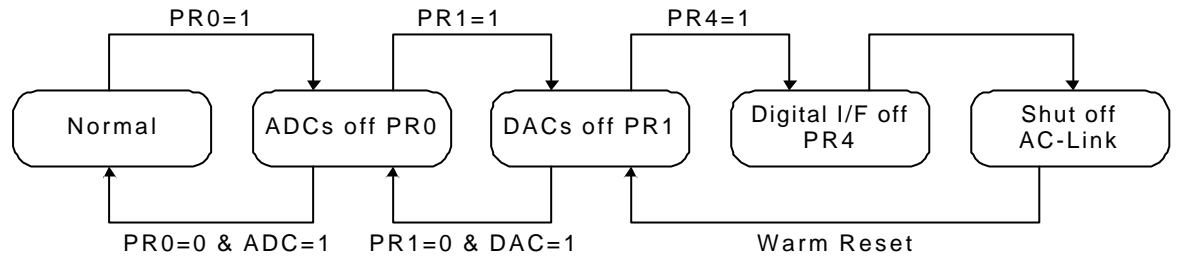 PR0=1
PR1=1
PR4=1
Normal
ADCs off PR0
DACs off PR1
Digital I/F off
PR4
Shut off
AC-Link
PR0=0 & ADC=1
PR1=0 & DAC=1
Warm Reset